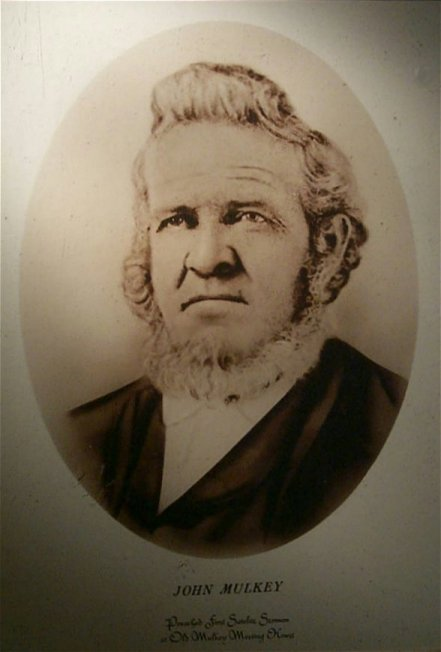 JOHN MULKEY
Preached First Sunday Sermon
at Old Mulkey Meeting House